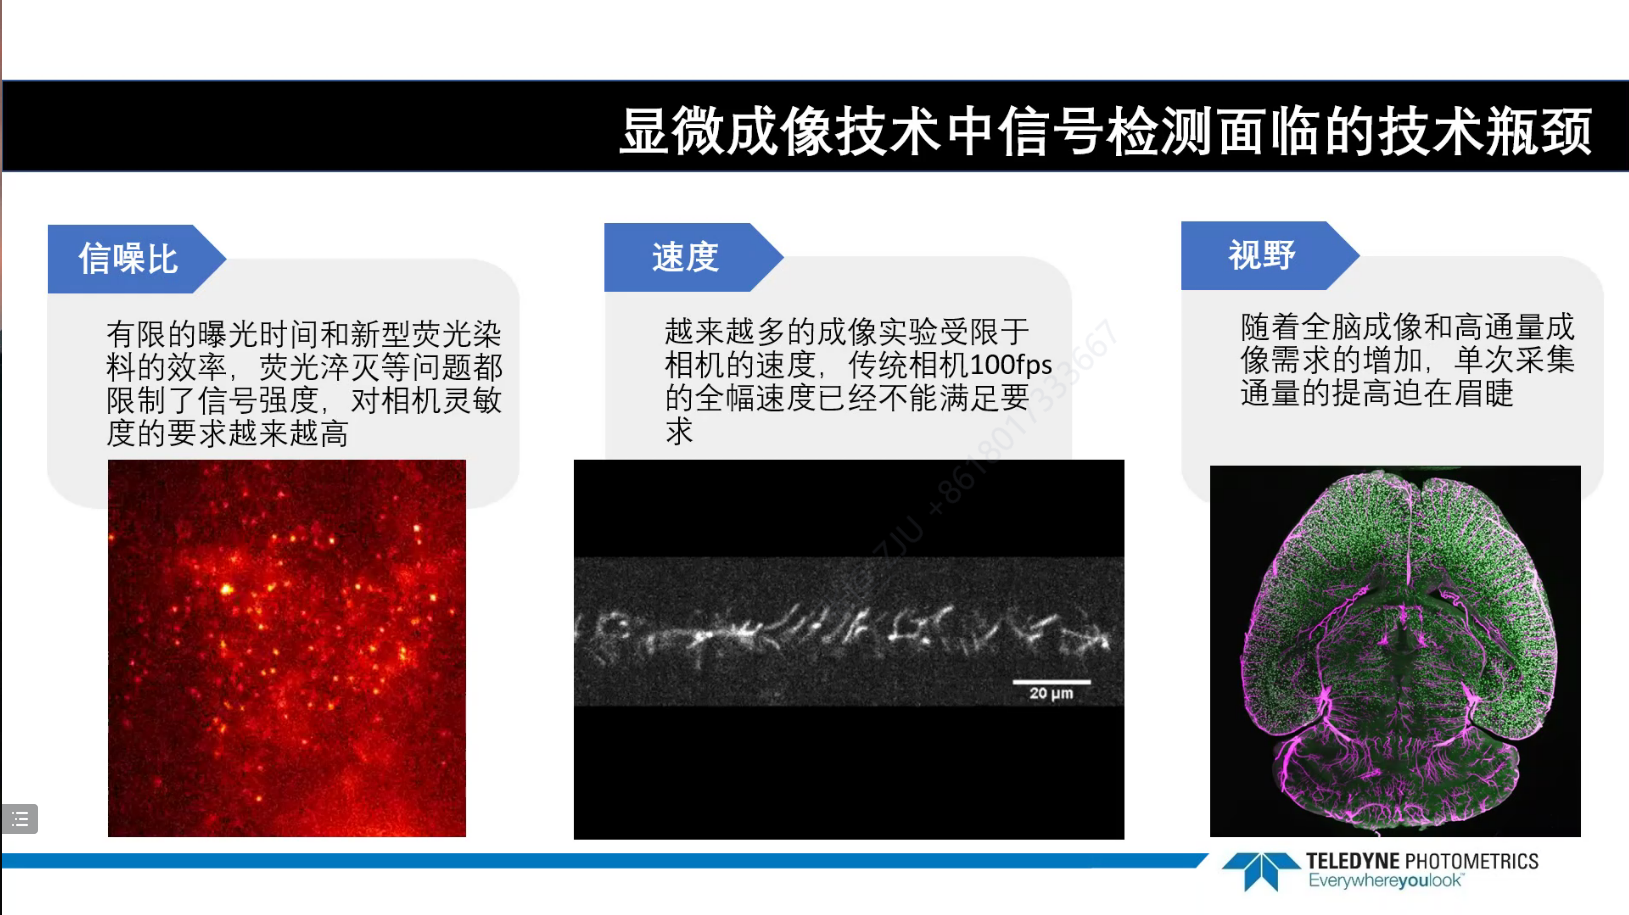 显微成像技术中信号检测面临的技术瓶颈
信噪比
有限的曝光时间和新型荧光染
料的效率，荧光淬灭等问题都
限制了信号强度，对相机灵敏
度的要求越来越高
速度
越来越多的成像实验受限于
相机的速度，传统相机100fps
的全幅速度已经不能满足要
求
视野
随着全脑成像和高通量成
像需求的增加，单次采集
通量的提高迫在眉睫
20 μm
TELEDYNE PHOTOMETRICS
Everywhereyoulook™